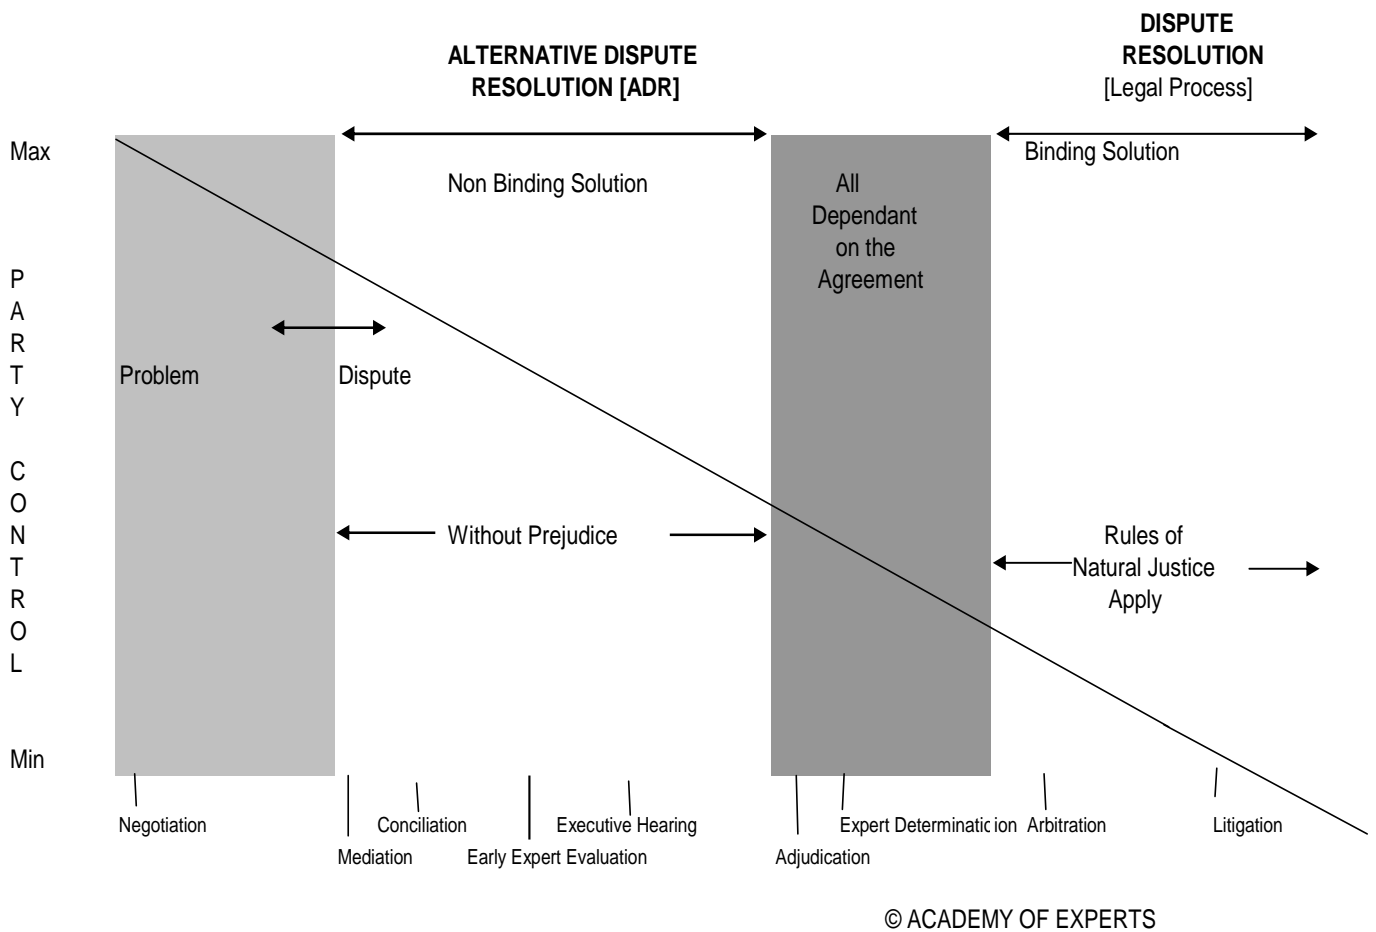 DISPUTE
RESOLUTION
[Legal Process]
ALTERNATIVE DISPUTE
RESOLUTION [ADR]
Max
Non Binding Solution
All
Dependant
on the
Agreement
Binding Solution
P
A
R
T
Y
C
O
N
T
R
O
L
Problem
Dispute
Without Prejudice
Rules of
Natural Justice
Apply
Min
Negotiation
Mediation
Conciliation
Early Expert Evaluation
Executive Hearing
Adjudication
Expert Determination
Arbitration
Litigation
© ACADEMY OF EXPERTS